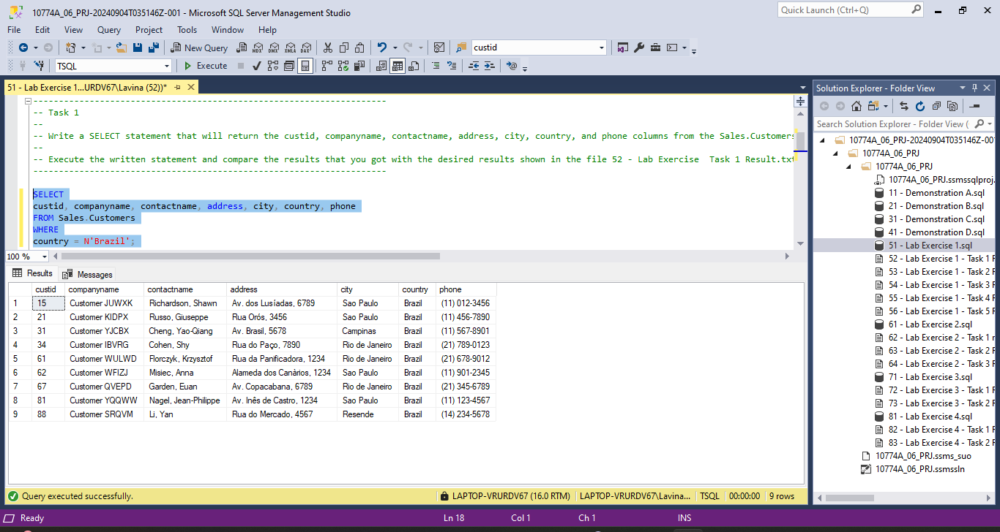 10774A_06_PRJ-20240904T035146Z-001 - Microsoft SQL Server Management Studio
Quick Launch (Ctrl+Q)
File Edit View Query Project Tools Window Help
New Query MDX DMX XMLA DAX custid
TSQL Execute
51 - Lab Exercise 1...URDV67\Lavina (52))*
--------------------------------------------------------------------- 
-- Task 1
--
-- Write a SELECT statement that will return the custid, companyname, contactname, address, city, country, and phone columns from the Sales.Customers
--
-- Execute the written statement and compare the results that you got with the desired results shown in the file 52 - Lab Exercise  Task 1 Result.txt
---------------------------------------------------------------------
SELECT
custid, companyname, contactname, address, city, country, phone
FROM Sales.Customers
WHERE
country = N'Brazil';
100 %
Results Messages
custid companyname contactname address city country phone
1 15 Customer JUWXK Richardson, Shawn Av. dos Lusíadas, 6789 Sao Paulo Brazil (11) 012-3456
2 21 Customer KIDPX Russo, Giuseppe Rua Orós, 3456 Sao Paulo Brazil (11) 456-7890
3 31 Customer YJCBX Cheng, Yao-Qiang Av. Brasil, 5678 Campinas Brazil (11) 567-8901
4 34 Customer IBVRG Cohen, Shy Rua do Paço, 7890 Rio de Janeiro Brazil (21) 789-0123
5 61 Customer WULWD Florczyk, Krzysztof Rua da Panificadora, 1234 Rio de Janeiro Brazil (21) 678-9012
6 62 Customer WFIZJ Misiec, Anna Alameda dos Canàrios, 1234 Sao Paulo Brazil (11) 901-2345
7 67 Customer QVEPD Garden, Euan Av. Copacabana, 6789 Rio de Janeiro Brazil (21) 345-6789
8 81 Customer YQQWW Nagel, Jean-Philippe Av. Inês de Castro, 1234 Sao Paulo Brazil (11) 123-4567
9 88 Customer SRQVM Li, Yan Rua do Mercado, 4567 Resende Brazil (14) 234-5678
Query executed successfully. LAPTOP-VRURDV67 (16.0 RTM) LAPTOP-VRURDV67\Lavina... TSQL 00:00:00 9 rows
Solution Explorer - Folder View
Search Solution Explorer - Folder View (
10774A_06_PRJ-20240904T035146Z-001
10774A_06_PRJ
10774A_06_PRJ
10774A_06_PRJ.ssmssqlproj.
11 - Demonstration A.sql
21 - Demonstration B.sql
31 - Demonstration C.sql
41 - Demonstration D.sql
51 - Lab Exercise 1.sql
52 - Lab Exercise 1 - Task 1 R
53 - Lab Exercise 1 - Task 2 R
54 - Lab Exercise 1 - Task 3 R
55 - Lab Exercise 1 - Task 4 R
56 - Lab Exercise 1 - Task 5 R
61 - Lab Exercise 2.sql
62 - Lab Exercise 2 - Task 1 r
63 - Lab Exercise 2 - Task 2 R
64 - Lab Exercise 2 - Task 3 R
71 - Lab Exercise 3.sql
72 - Lab Exercise 3 - Task 1 R
73 - Lab Exercise 3 - Task 2 R
81 - Lab Exercise 4.sql
82 - Lab Exercise 4 - Task 1 R
83 - Lab Exercise 4 - Task 2 R
10774A_06_PRJ.ssms_suo
10774A_06_PRJ.ssmssln
Ready Ln 18 Col 1 Ch 1 INS